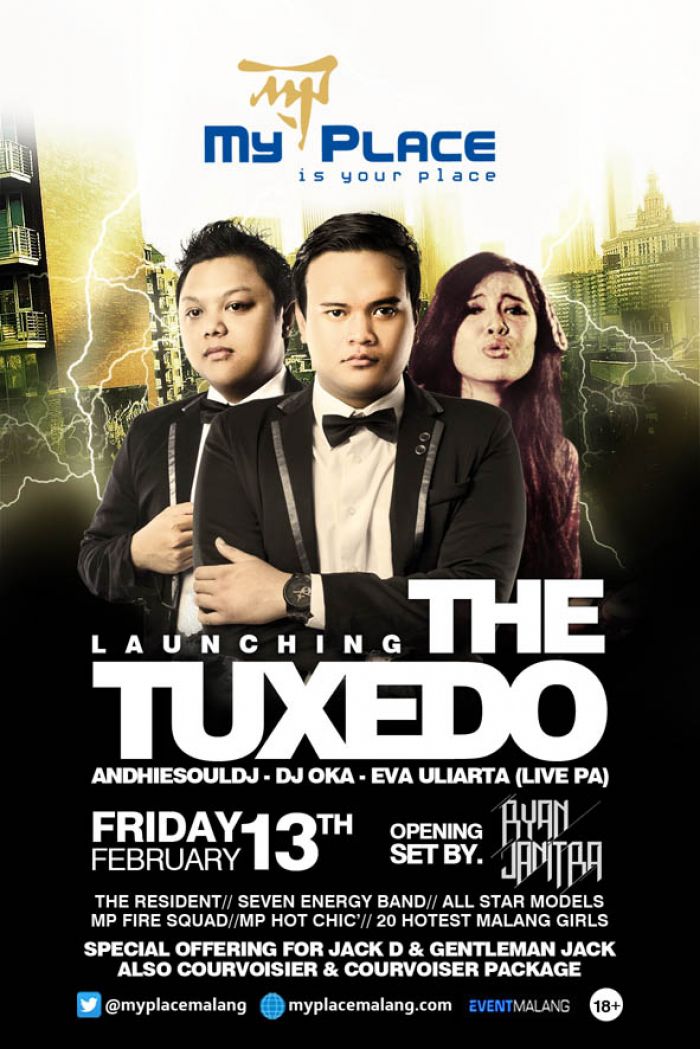 MP
MY PLACE
is your place
LAUNCHING THE
TUXEDO
ANDHIESOULDJ - DJ OKA - EVA ULIARTA (LIVE PA)
FRIDAY 13TH
FEBRUARY
OPENING
SET BY.
RYAN
JANITRA
THE RESIDENT// SEVEN ENERGY BAND// ALL STAR MODELS
MP FIRE SQUAD//MP HOT CHIC'// 20 HOTEST MALANG GIRLS
SPECIAL OFFERING FOR JACK D & GENTLEMAN JACK
ALSO COURVOISIER & COURVOISER PACKAGE
@myplacemalang myplacemalang.com EVENTMALANG 18+